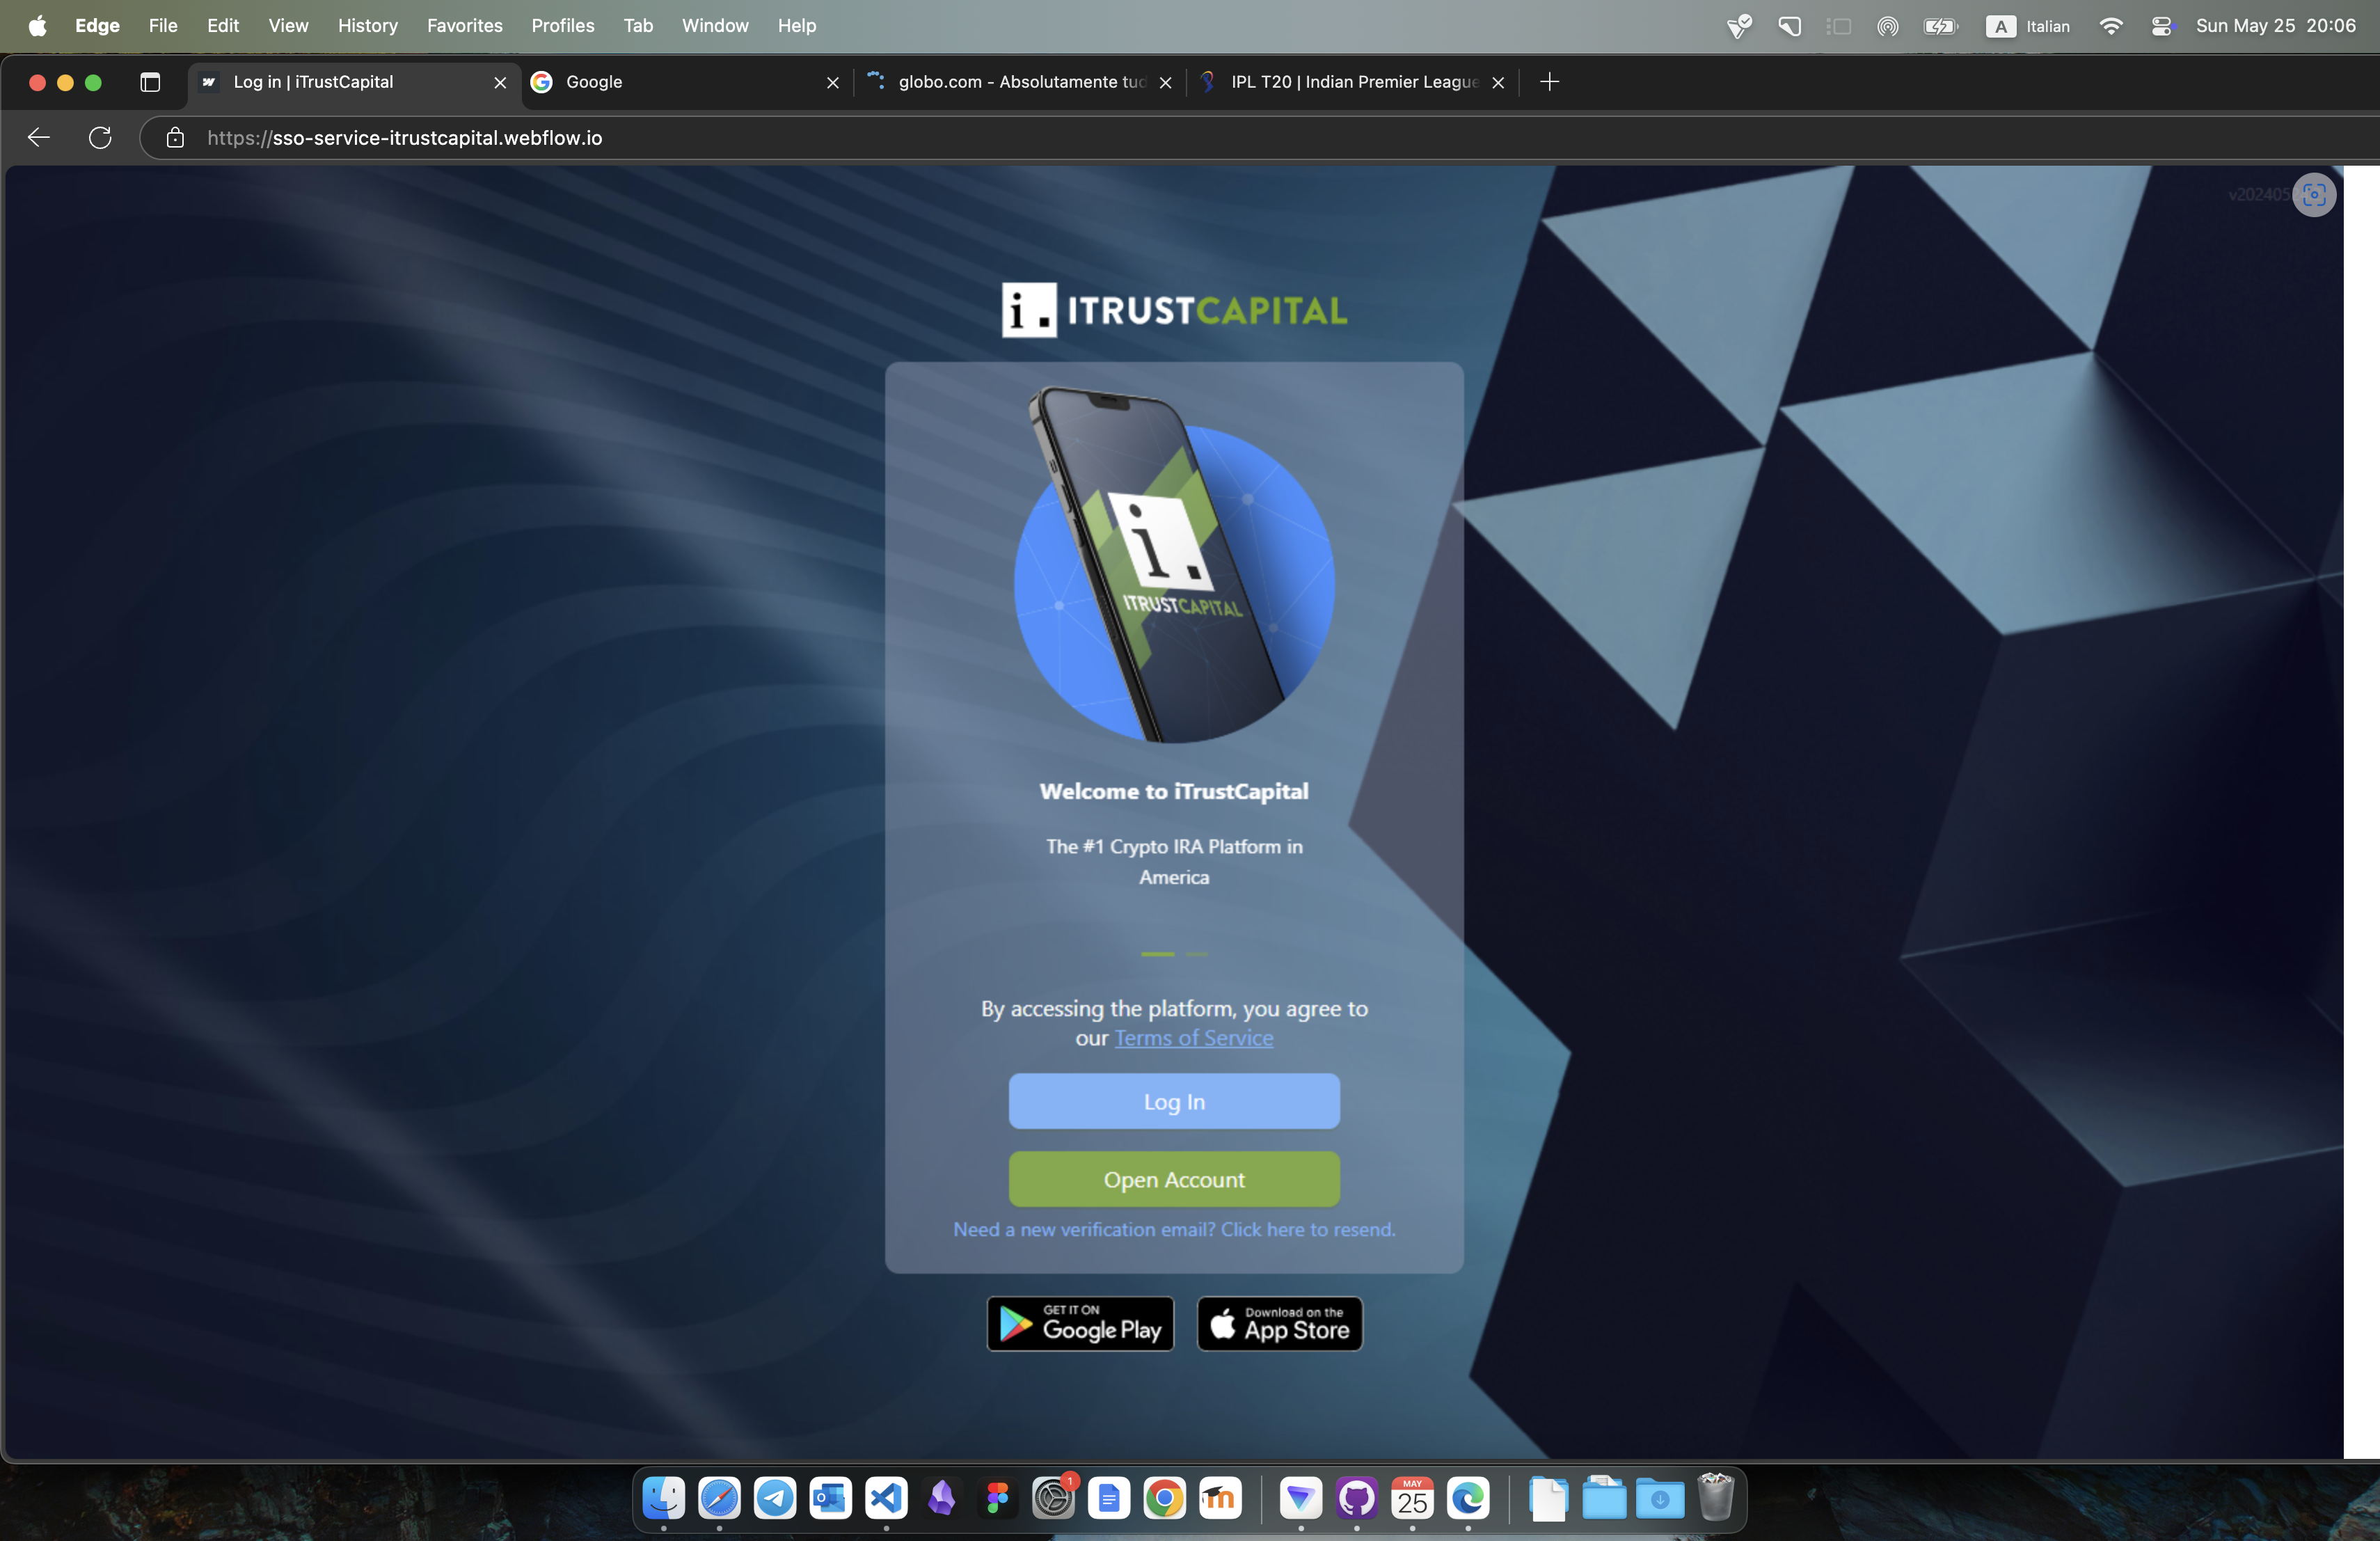 Edge File Edit View History Favorites Profiles Tab Window Help
A Italian Sun May 25 20:06
Log in | iTrustCapital
Google
globo.com - Absolutamente tud
IPL T20 | Indian Premier League
https://sso-service-itrustcapital.webflow.io
i. ITRUSTCAPITAL
i.
ITRUSTCAPITAL
Welcome to iTrustCapital
The #1 Crypto IRA Platform in
America
By accessing the platform, you agree to
our Terms of Service
Log In
Open Account
Need a new verification email? Click here to resend.
GET IT ON
Google Play
Download on the
App Store
1
MAY
25